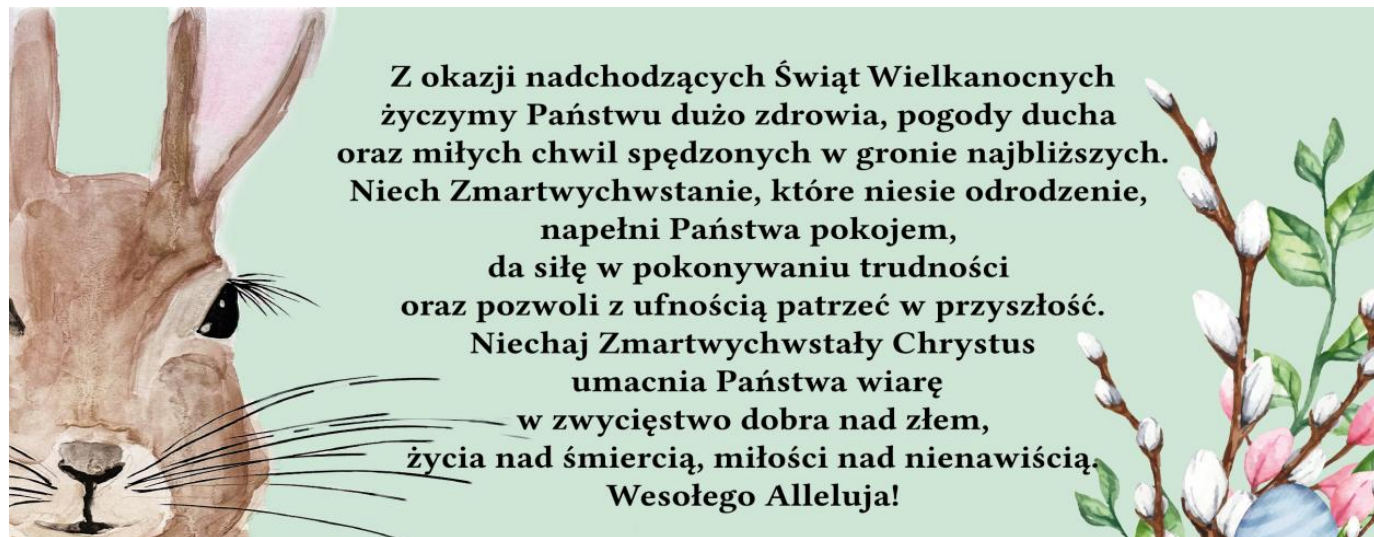 Z okazji nadchodzących Świąt Wielkanocnych
życzymy Państwu dużo zdrowia, pogody ducha
oraz miłych chwil spędzonych w gronie najbliższych.
Niech Zmartwychwstanie, które niesie odrodzenie,
napełni Państwa pokojem,
da siłę w pokonywaniu trudności
oraz pozwoli z ufnością patrzeć w przyszłość.
Niechaj Zmartwychwstały Chrystus
umacnia Państwa wiarę
w zwycięstwo dobra nad złem,
życia nad śmiercią, miłości nad nienawiścią.
Wesołego Alleluja!